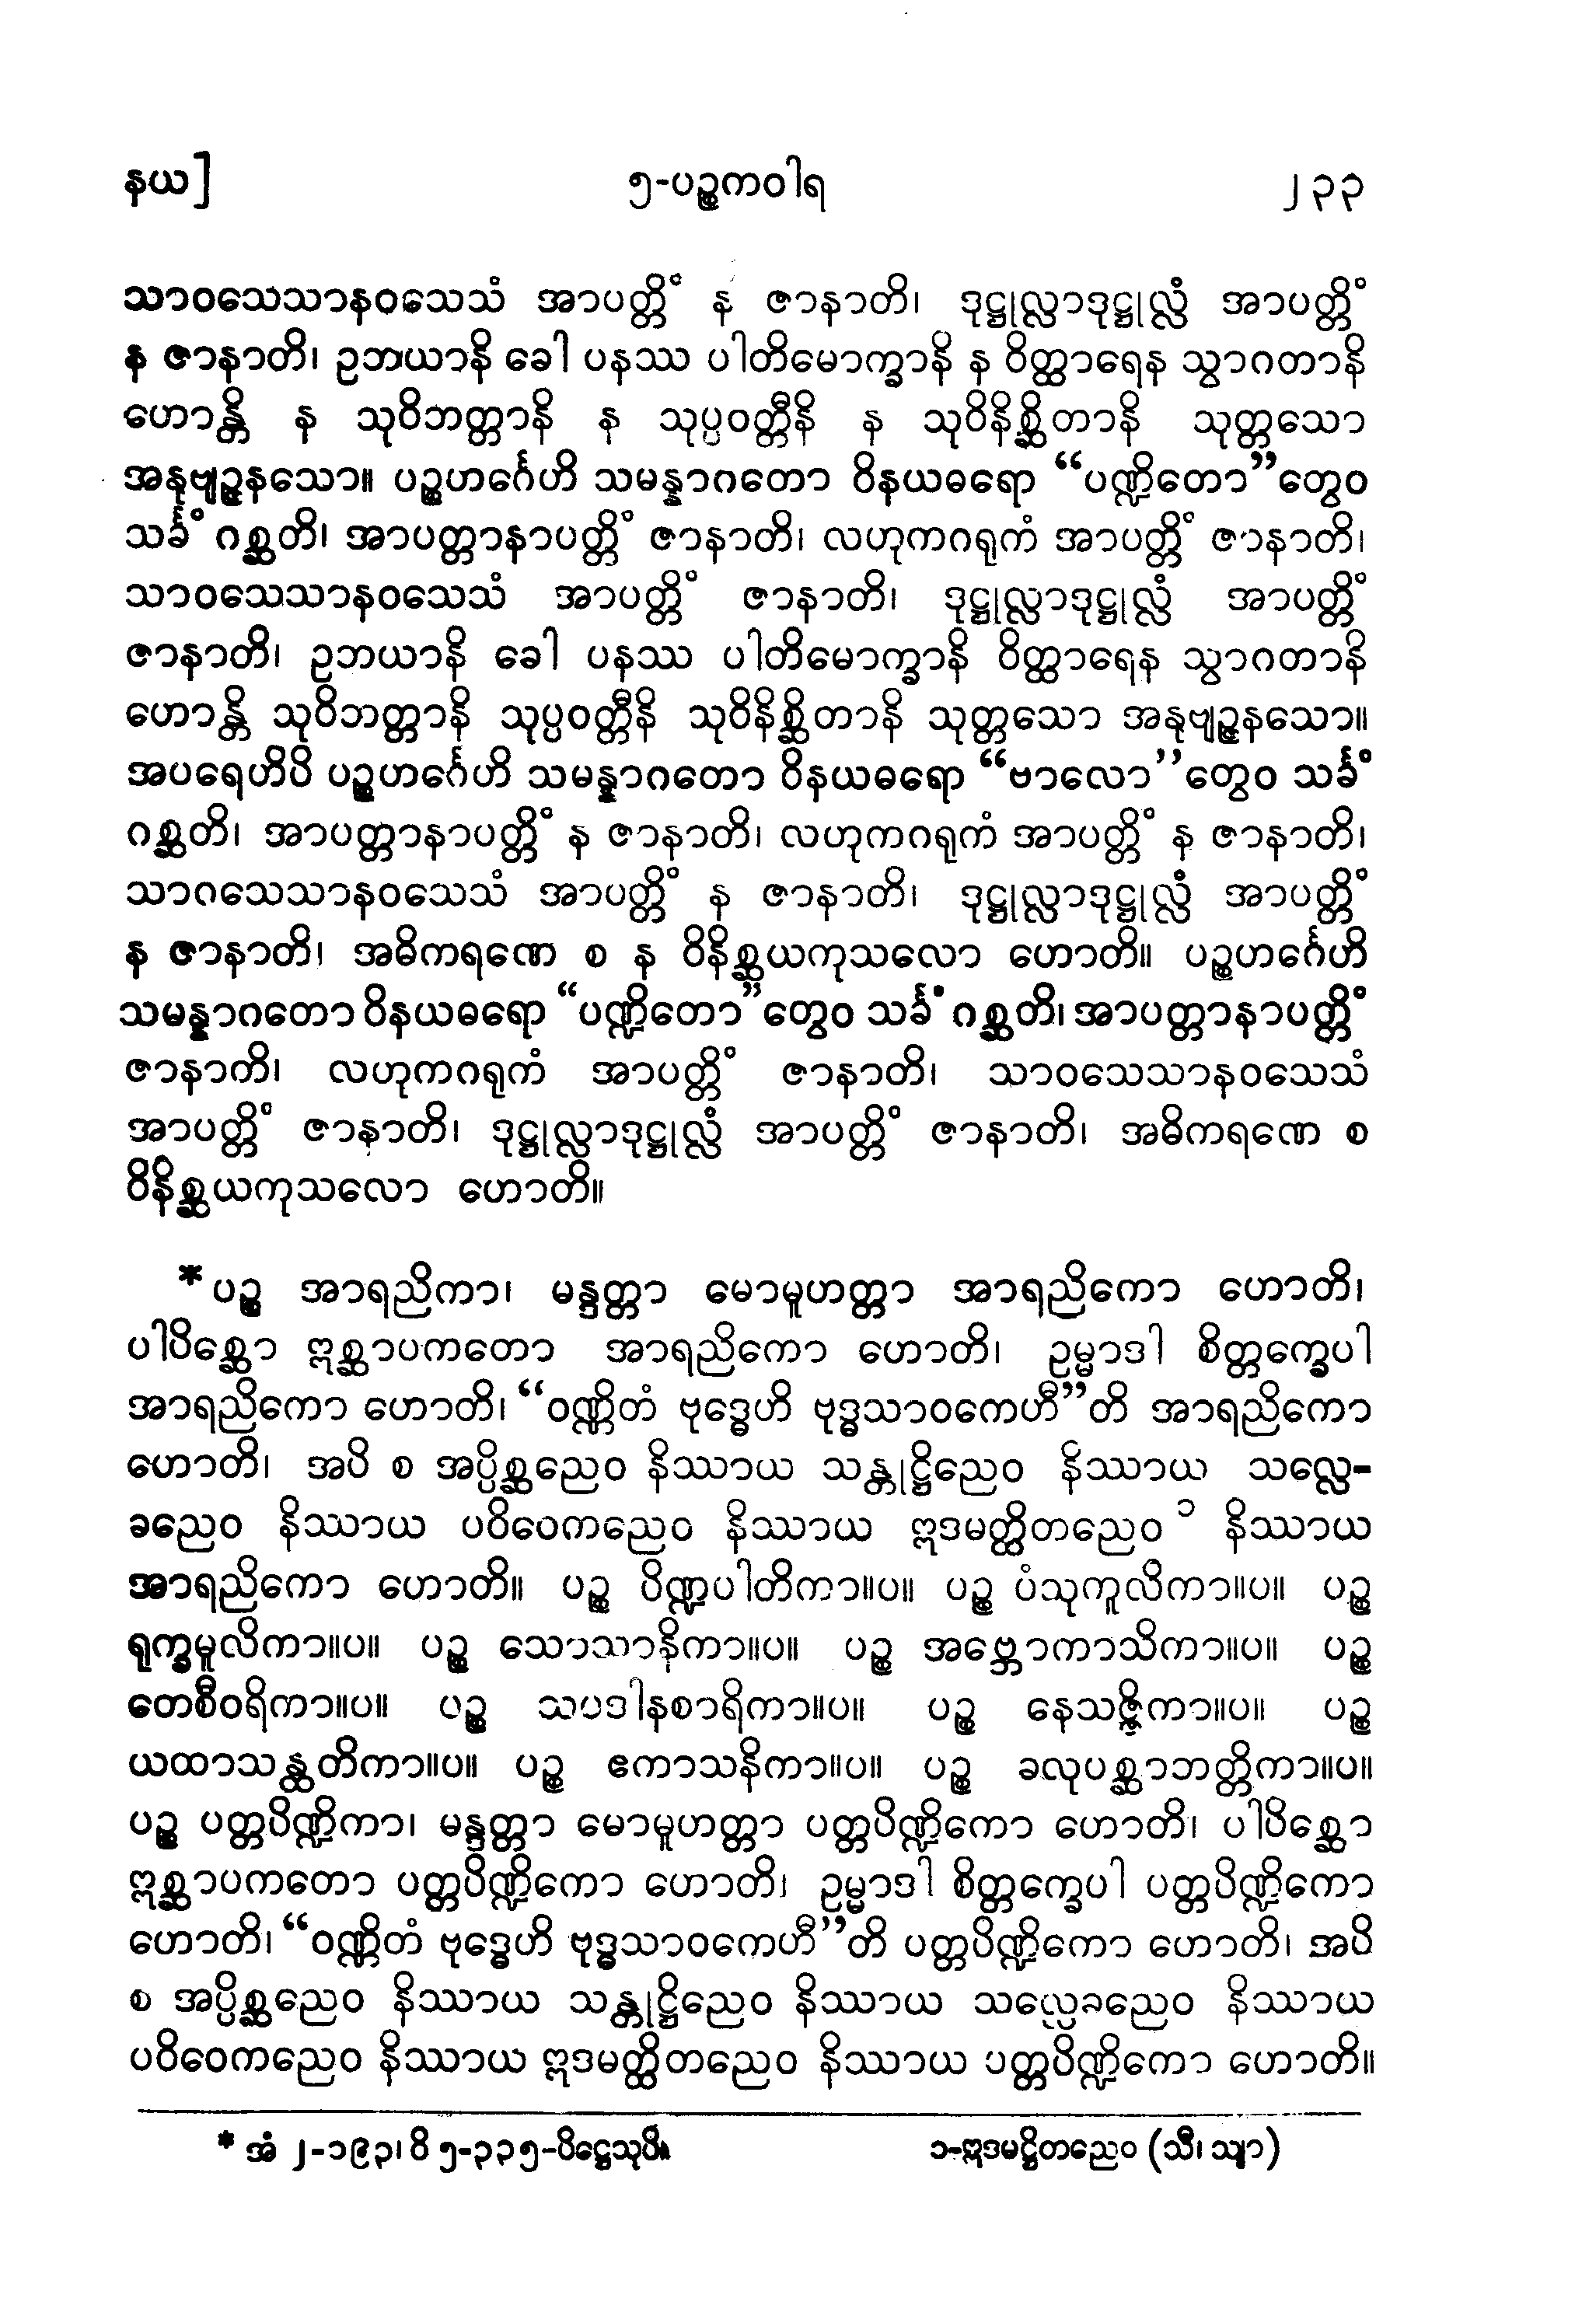 နယ]
၅-ပဉ္စကဝါရ
၂၃၃
သာဝသေသာနဝသေသံ အာပတ္တိံ န ဇာနာတိ၊ ဒုဋ္ဌုလ္လာဒုဋ္ဌုလ္လံ အာပတ္တိံ
န ဇာနာတိ၊ ဥဘယာနိ ခေါ ပနဿ ပါတိမောက္ခာနိ န ဝိတ္ထာရေန သွာဂတာနိ
ဟောန္တိ န သုဝိဘတ္တာနိ န သုပ္ပဝတ္တီနိ န သုဝိနိစ္ဆိတာနိ သုတ္တသော
အနုဗျဉ္ဇနသော။ ပဉ္စဟင်္ဂေဟိ သမန္နာဂတော ဝိနယဓရော “ပဏ္ဍိတော”တွေဝ
သင်္ခံ ဂစ္ဆတိ၊ အာပတ္တာနာပတ္တိံ ဇာနာတိ၊ လဟုကဂရုကံ အာပတ္တိံ ဇာနာတိ၊
သာဝသေသာနဝသေသံ အာပတ္တိံ ဇာနာတိ၊ ဒုဋ္ဌုလ္လာဒုဋ္ဌုလ္လံ အာပတ္တိံ
ဇာနာတိ၊ ဥဘယာနိ ခေါ ပနဿ ပါတိမောက္ခာနိ ဝိတ္ထာရေန သွာဂတာနိ
ဟောန္တိ သုဝိဘတ္တာနိ သုပ္ပဝတ္တီနိ သုဝိနိစ္ဆိတာနိ သုတ္တသော အနုဗျဉ္ဇနသော။
အပရေဟိပိ ပဉ္စဟင်္ဂေဟိ သမန္နာဂတော ဝိနယဓရော “ဗာလော”တွေဝ သင်္ခံ
ဂစ္ဆတိ၊ အာပတ္တာနာပတ္တိံ န ဇာနာတိ၊ လဟုကဂရုကံ အာပတ္တိံ န ဇာနာတိ၊
သာဂသေသာနဝသေသံ အာပတ္တိံ န ဇာနာတိ၊ ဒုဋ္ဌုလ္လာဒုဋ္ဌုလ္လံ အာပတ္တိံ
န ဇာနာတိ၊ အဓိကရဏေ စ န ဝိနိစ္ဆယကုသလော ဟောတိ။ ပဉ္စဟင်္ဂေဟိ
သမန္နာဂတော ဝိနယဓရော “ပဏ္ဍိတော”တွေဝ သင်္ခံ ဂစ္ဆတိ၊ အာပတ္တာနာပတ္တိံ
ဇာနာကိ၊ လဟုကဂရုကံ အာပတ္တိံ ဇာနာတိ၊ သာဝသေသာနဝသေသံ
အာပတ္တိံ ဇာနာတိ၊ ဒုဋ္ဌုလ္လာဒုဋ္ဌုလ္လံ အာပတ္တိံ ဇာနာတိ၊ အဓိကရဏေ စ
ဝိနိစ္ဆယကုသလော ဟောတိ။
* ပဉ္စ အာရညိကာ၊ မန္ဒတ္တာ မောမူဟတ္တာ အာရညိကော ဟောတိ၊
ပါပိစ္ဆော ဣစ္ဆာပကတော အာရညိကော ဟောတိ၊ ဥမ္မာဒါ စိတ္တက္ခေပါ
အာရညိကော ဟောတိ၊ “ဝဏ္ဏိတံ ဗုဒ္ဓေဟိ ဗုဒ္ဓသာဝကေဟီ”တိ အာရညိကော
ဟောတိ၊ အပိ စ အပ္ပိစ္ဆညေဝ နိဿာယ သန္တုဋ္ဌိညေဝ နိဿာယ သလ္လေ-
ခညေဝ နိဿာယ ပဝိဝေကညေဝ နိဿာယ ဣဒမတ္ထိတညေဝ ၁ နိဿာယ
အာရညိကော ဟောတိ။ ပဉ္စ ပိဏ္ဍပါတိကာ။ပ။ ပဉ္စ ပံသုကူလိကာ။ပ။ ပဉ္စ
ရုက္ခမူလိကာ။ပ။ ပဉ္စ သောသာနိကာ။ပ။ ပဉ္စ အဗ္ဘောကာသိကာ။ပ။ ပဉ္စ
တေစီဝရိကာ။ပ။ ပဉ္စ သပဒါနစာရိကာ။ပ။ ပဉ္စ နေသဇ္ဇိကာ။ပ။ ပဉ္စ
ယထာသန္ထတိကာ။ပ။ ပဉ္စ ဧကာသနိကာ။ပ။ ပဉ္စ ခလုပစ္ဆာဘတ္တိကာ။ပ။
ပဉ္စ ပတ္တပိဏ္ဍိကာ၊ မန္ဒတ္တာ မောမူဟတ္တာ ပတ္တပိဏ္ဍိကော ဟောတိ၊ ပါပိစ္ဆော
ဣစ္ဆာပကတော ပတ္တပိဏ္ဍိကော ဟောတိ၊ ဥမ္မာဒါ စိတ္တက္ခေပါ ပတ္တပိဏ္ဍိကော
ဟောတိ၊ “ဝဏ္ဏိတံ ဗုဒ္ဓေဟိ ဗုဒ္ဓသာဝကေဟီ”တိ ပတ္တပိဏ္ဍိကော ဟောတိ၊ အပိ
စ အပ္ပိစ္ဆညေဝ နိဿာယ သန္တုဋ္ဌိညေဝ နိဿာယ သလ္လေခညေဝ နိဿာယ
ပဝိဝေကညေဝ နိဿာယ ဣဒမတ္ထိတညေဝ နိဿာယ ပတ္တပိဏ္ဍိကော ဟောတိ။
* အံ ၂-၁၉၃၊ ဝိ ၅-၃၃၅-ပိဋ္ဌေသုပိ။
၁-ဣဒမဋ္ဌိတညေဝ (သီ၊ သျာ)